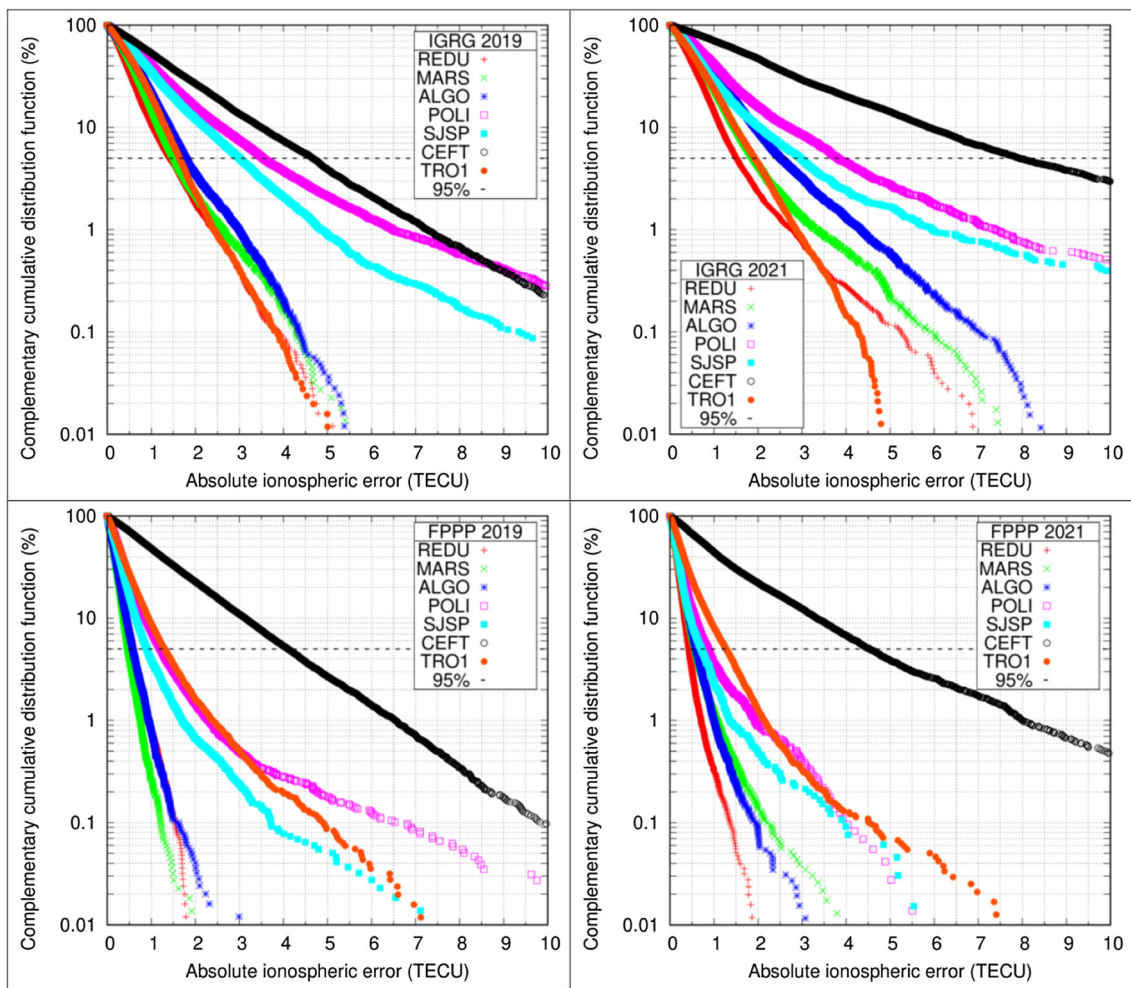 IGRG 2019
REDU
MARS
ALGO
POLI
SJSP
CEFT
TRO1
95%
100
10
1
0.1
0.01
0 1 2 3 4 5 6 7 8 9 10
Complementary cumulative distribution function (%)
Absolute ionospheric error (TECU)
IGRG 2021
REDU
MARS
ALGO
POLI
SJSP
CEFT
TRO1
95%
100
10
1
0.1
0.01
0 1 2 3 4 5 6 7 8 9 10
Complementary cumulative distribution function (%)
Absolute ionospheric error (TECU)
FPPP 2019
REDU
MARS
ALGO
POLI
SJSP
CEFT
TRO1
95%
100
10
1
0.1
0.01
0 1 2 3 4 5 6 7 8 9 10
Complementary cumulative distribution function (%)
Absolute ionospheric error (TECU)
FPPP 2021
REDU
MARS
ALGO
POLI
SJSP
CEFT
TRO1
95%
100
10
1
0.1
0.01
0 1 2 3 4 5 6 7 8 9 10
Complementary cumulative distribution function (%)
Absolute ionospheric error (TECU)